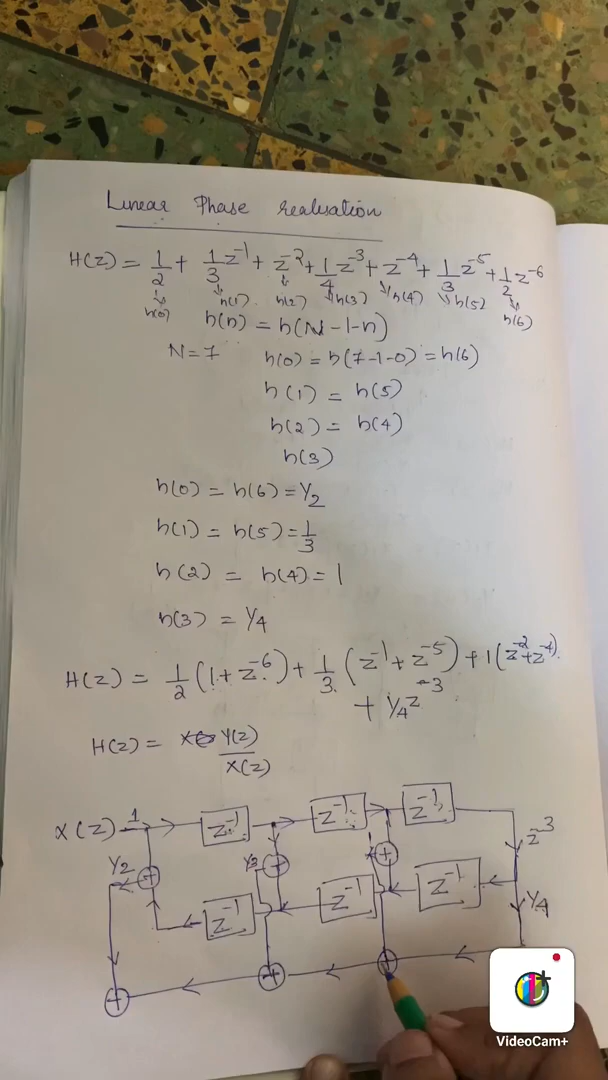 Linear Phase realisation
H(z) = 1/2 + 1/3 z^-1 + z^-2 + 1/4 z^-3 + z^-4 + 1/3 z^-5 + 1/2 z^-6
h(0) h(1) h(2) h(3) h(4) h(5) h(6)
h(n) = h(N-1-n)
N=7 h(0) = h(7-1-0) = h(6)
h(1) = h(5)
h(2) = h(4)
h(3)
h(0) = h(6) = 1/2
h(1) = h(5) = 1/3
h(2) = h(4) = 1
h(3) = 1/4
H(z) = 1/2 (1 + z^-6) + 1/3 (z^-1 + z^-5) + 1(z^-2 + z^-4)
+ 1/4 z^-3
H(z) = Y(z)/X(z)
X(z) 1 z^-1 z^-1 z^-1
z^-3
1/2 + 1/3 + 1 +
z^-1 z^-1 z^-1
1/4
+ + +
VideoCam+